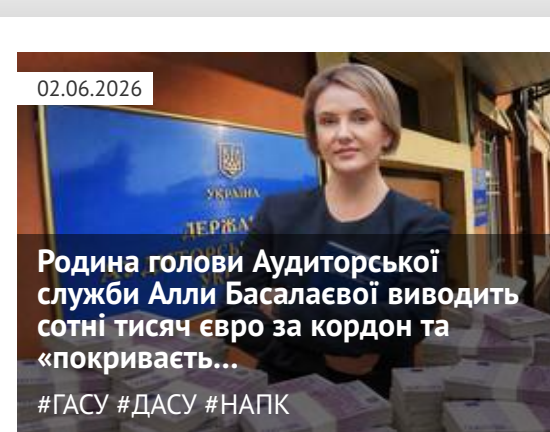 02.06.2026
УКРАЇНА
ДЕРЖА
Родина голови Аудиторської
служби Алли Басалаєвої виводить
сотні тисяч євро за кордон та
«покриваєть...
#ГАСУ #ДАСУ #НАПК